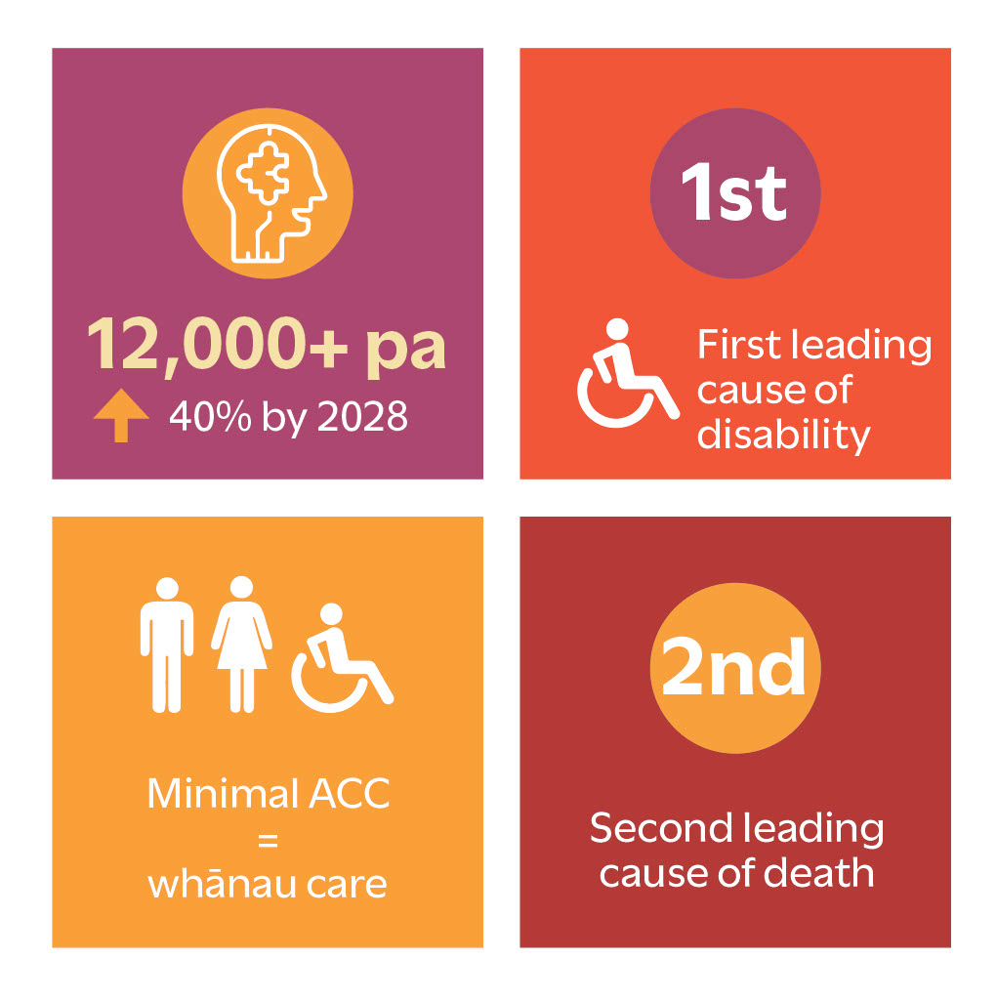 12,000+ pa
40% by 2028
1st
First leading
cause of
disability
Minimal ACC
=
whānau care
2nd
Second leading
cause of death